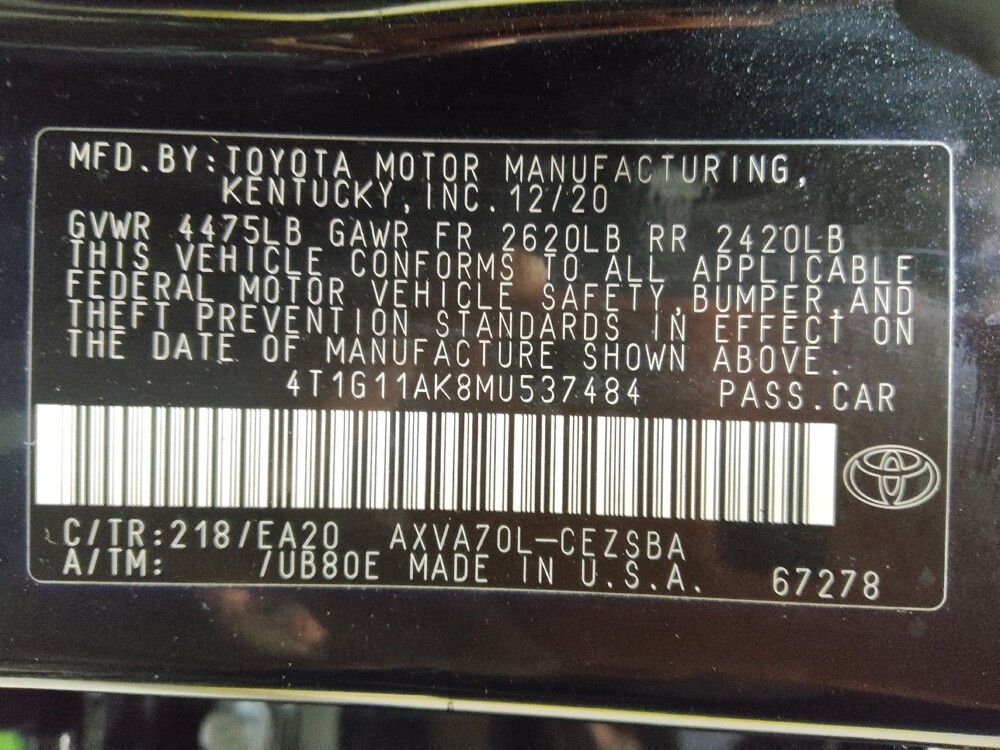 MFD.BY:TOYOTA MOTOR MANUFACTURING,
KENTUCKY,INC.12/20
GVWR 4475LB GAWR FR 2620LB RR 2420LB
THIS VEHICLE CONFORMS TO ALL APPLICABLE
FEDERAL MOTOR VEHICLE SAFETY,BUMPER,AND
THEFT PREVENTION STANDARDS IN EFFECT ON
THE DATE OF MANUFACTURE SHOWN ABOVE.
4T1G11AK8MU537484 PASS.CAR
C/TR:218/EA20 AXVA70L-CEZSBA
A/TM: /UB80E MADE IN U.S.A. 67278